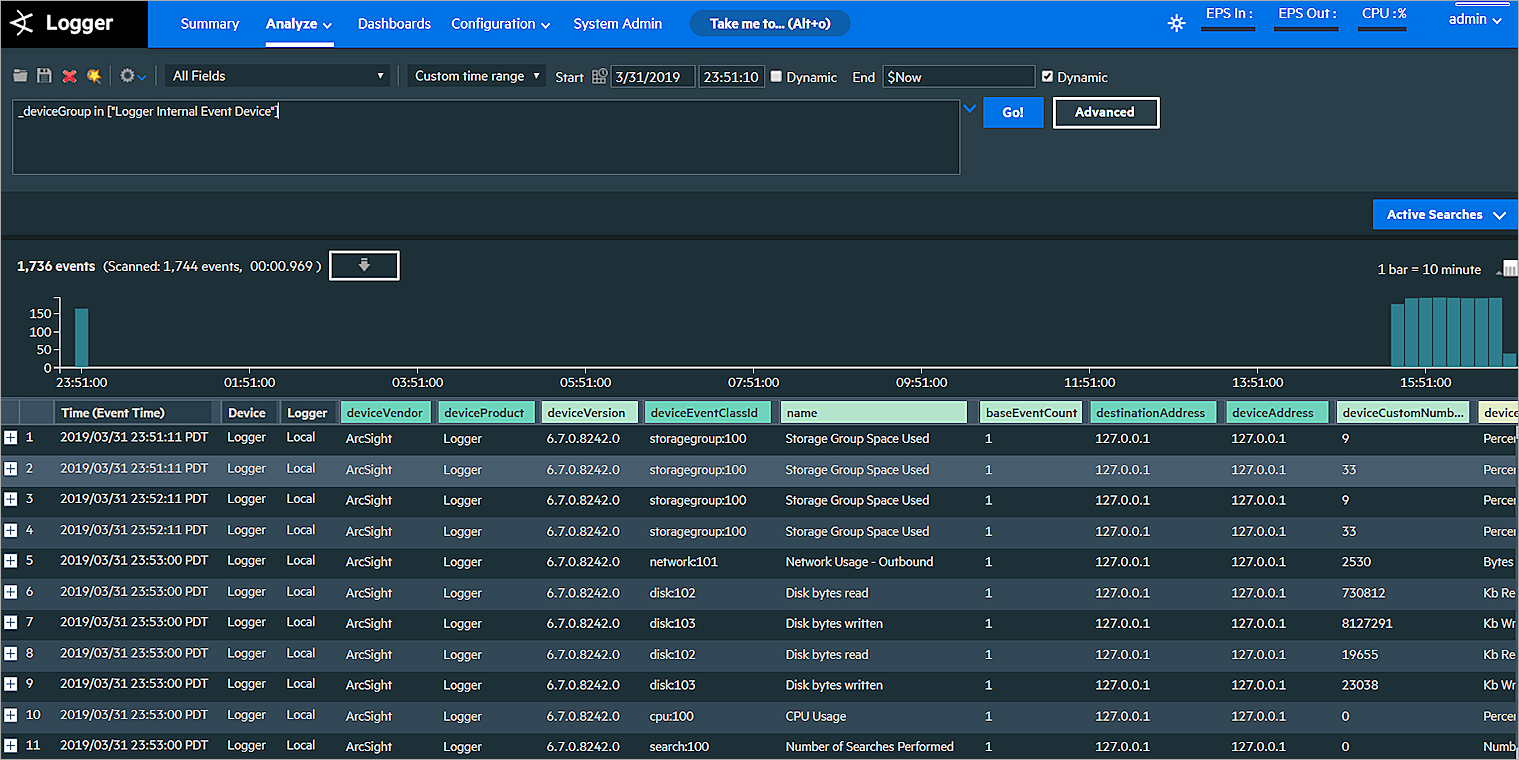 Logger Summary Analyze Dashboards Configuration System Admin Take me to... (Alt+o) EPS In : EPS Out : CPU :% admin
All Fields Custom time range Start 3/31/2019 23:51:10 Dynamic End $Now Dynamic
_deviceGroup in ["Logger Internal Event Device"]
Go! Advanced
Active Searches
1,736 events (Scanned: 1,744 events, 00:00.969 )
1 bar = 10 minute
150
100
50
0
23:51:00 01:51:00 03:51:00 05:51:00 07:51:00 09:51:00 11:51:00 13:51:00 15:51:00
Time (Event Time) Device Logger deviceVendor deviceProduct deviceVersion deviceEventClassId name baseEventCount destinationAddress deviceAddress deviceCustomNumb... device
1 2019/03/31 23:51:11 PDT Logger Local ArcSight Logger 6.7.0.8242.0 storagegroup:100 Storage Group Space Used 1 127.0.0.1 127.0.0.1 9 Percer
2 2019/03/31 23:51:11 PDT Logger Local ArcSight Logger 6.7.0.8242.0 storagegroup:100 Storage Group Space Used 1 127.0.0.1 127.0.0.1 33 Percer
3 2019/03/31 23:52:11 PDT Logger Local ArcSight Logger 6.7.0.8242.0 storagegroup:100 Storage Group Space Used 1 127.0.0.1 127.0.0.1 9 Percer
4 2019/03/31 23:52:11 PDT Logger Local ArcSight Logger 6.7.0.8242.0 storagegroup:100 Storage Group Space Used 1 127.0.0.1 127.0.0.1 33 Percer
5 2019/03/31 23:53:00 PDT Logger Local ArcSight Logger 6.7.0.8242.0 network:101 Network Usage - Outbound 1 127.0.0.1 127.0.0.1 2530 Bytes
6 2019/03/31 23:53:00 PDT Logger Local ArcSight Logger 6.7.0.8242.0 disk:102 Disk bytes read 1 127.0.0.1 127.0.0.1 730812 Kb Re
7 2019/03/31 23:53:00 PDT Logger Local ArcSight Logger 6.7.0.8242.0 disk:103 Disk bytes written 1 127.0.0.1 127.0.0.1 8127291 Kb Wr
8 2019/03/31 23:53:00 PDT Logger Local ArcSight Logger 6.7.0.8242.0 disk:102 Disk bytes read 1 127.0.0.1 127.0.0.1 19655 Kb Re
9 2019/03/31 23:53:00 PDT Logger Local ArcSight Logger 6.7.0.8242.0 disk:103 Disk bytes written 1 127.0.0.1 127.0.0.1 23038 Kb Wr
10 2019/03/31 23:53:00 PDT Logger Local ArcSight Logger 6.7.0.8242.0 cpu:100 CPU Usage 1 127.0.0.1 127.0.0.1 0 Percer
11 2019/03/31 23:53:00 PDT Logger Local ArcSight Logger 6.7.0.8242.0 search:100 Number of Searches Performed 1 127.0.0.1 127.0.0.1 0 Numb